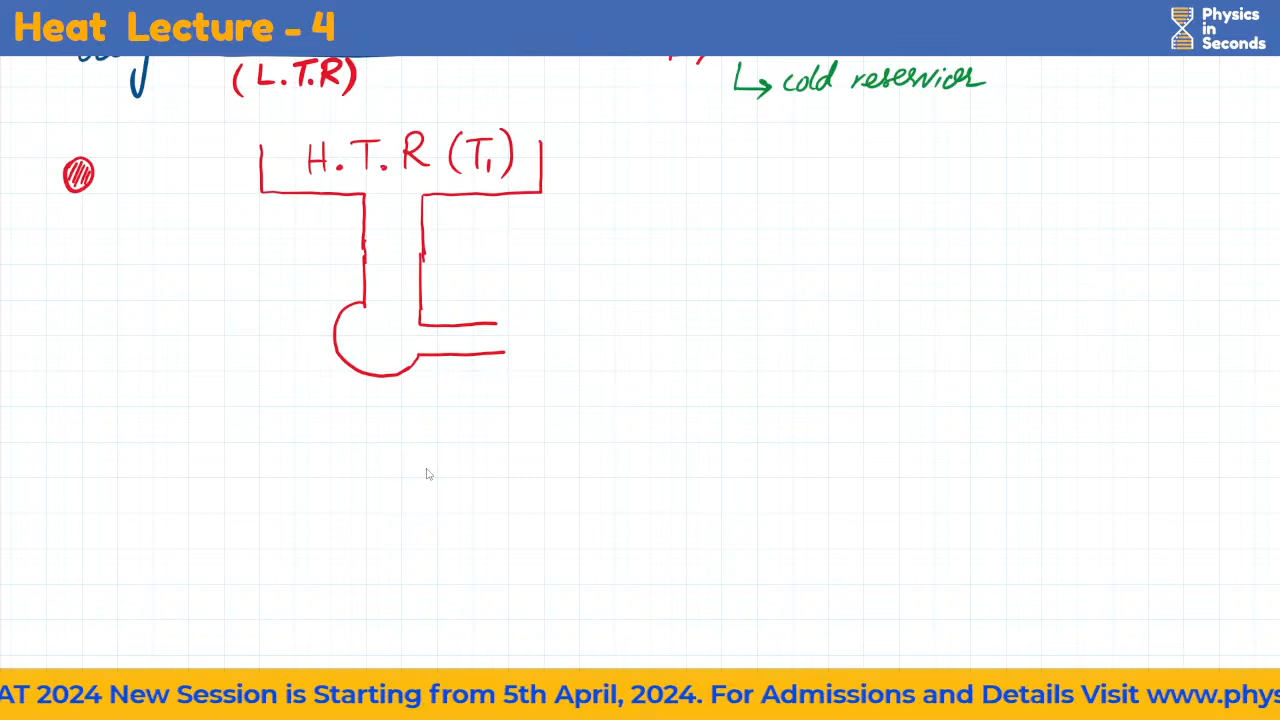 Heat Lecture - 4
Physics
in
Seconds
(L.T.R)
↳ cold reservior
H.T.R (T₁)
AT 2024 New Session is Starting from 5th April, 2024. For Admissions and Details Visit www.phys